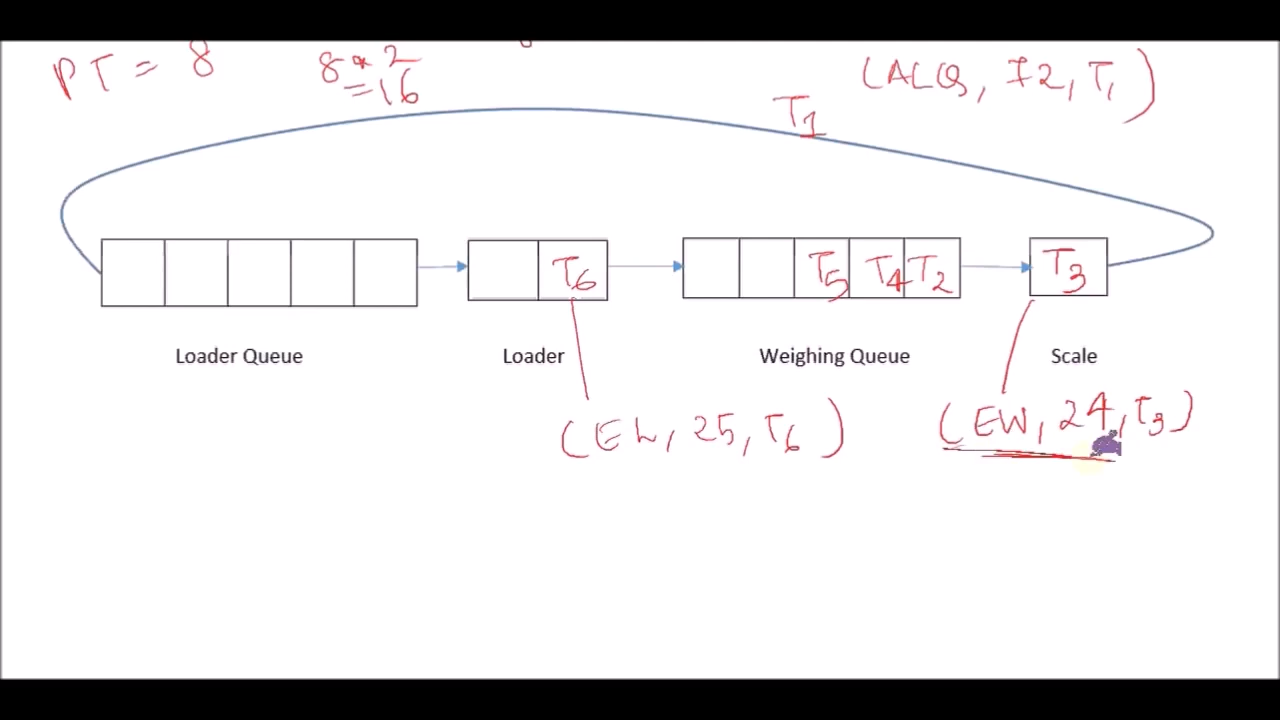 PT = 8
8 * 2
= 16
(ALQ, 72, T1)
T1
T6
T5 T4 T2
T3
Loader Queue Loader Weighing Queue Scale
(EL, 25, T6) (EW, 24, T3)